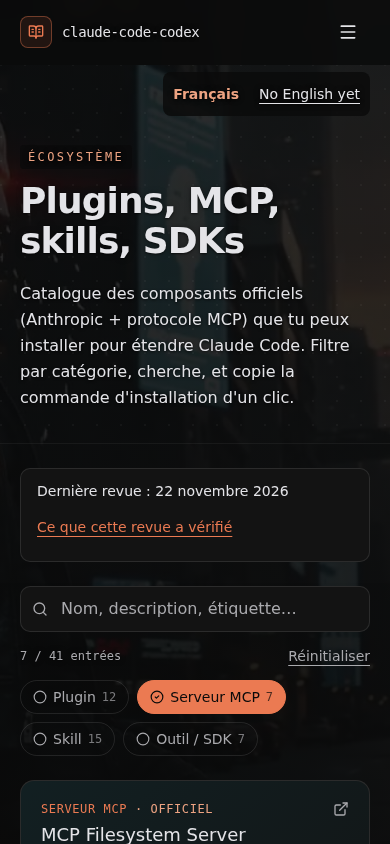 claude-code-codex
Français No English yet
ÉCOSYSTÈME
Plugins, MCP,
skills, SDKs
Catalogue des composants officiels
(Anthropic + protocole MCP) que tu peux
installer pour étendre Claude Code. Filtre
par catégorie, cherche, et copie la
commande d'installation d'un clic.
Dernière revue : 22 novembre 2026
Ce que cette revue a vérifié
Nom, description, étiquette…
7 / 41 entrées Réinitialiser
Plugin 12 Serveur MCP 7
Skill 15 Outil / SDK 7
SERVEUR MCP · OFFICIEL
MCP Filesystem Server